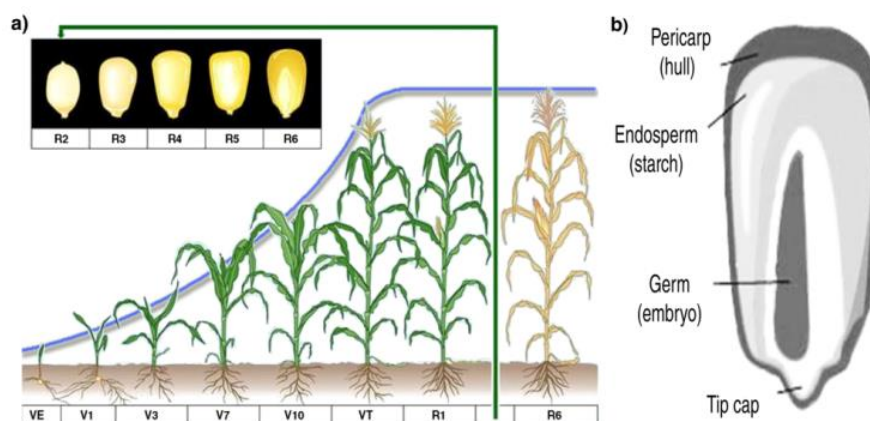 a)
R2 R3 R4 R5 R6
VE V1 V3 V7 V10 VT R1 R6
b)
Pericarp
(hull)
Endosperm
(starch)
Germ
(embryo)
Tip cap